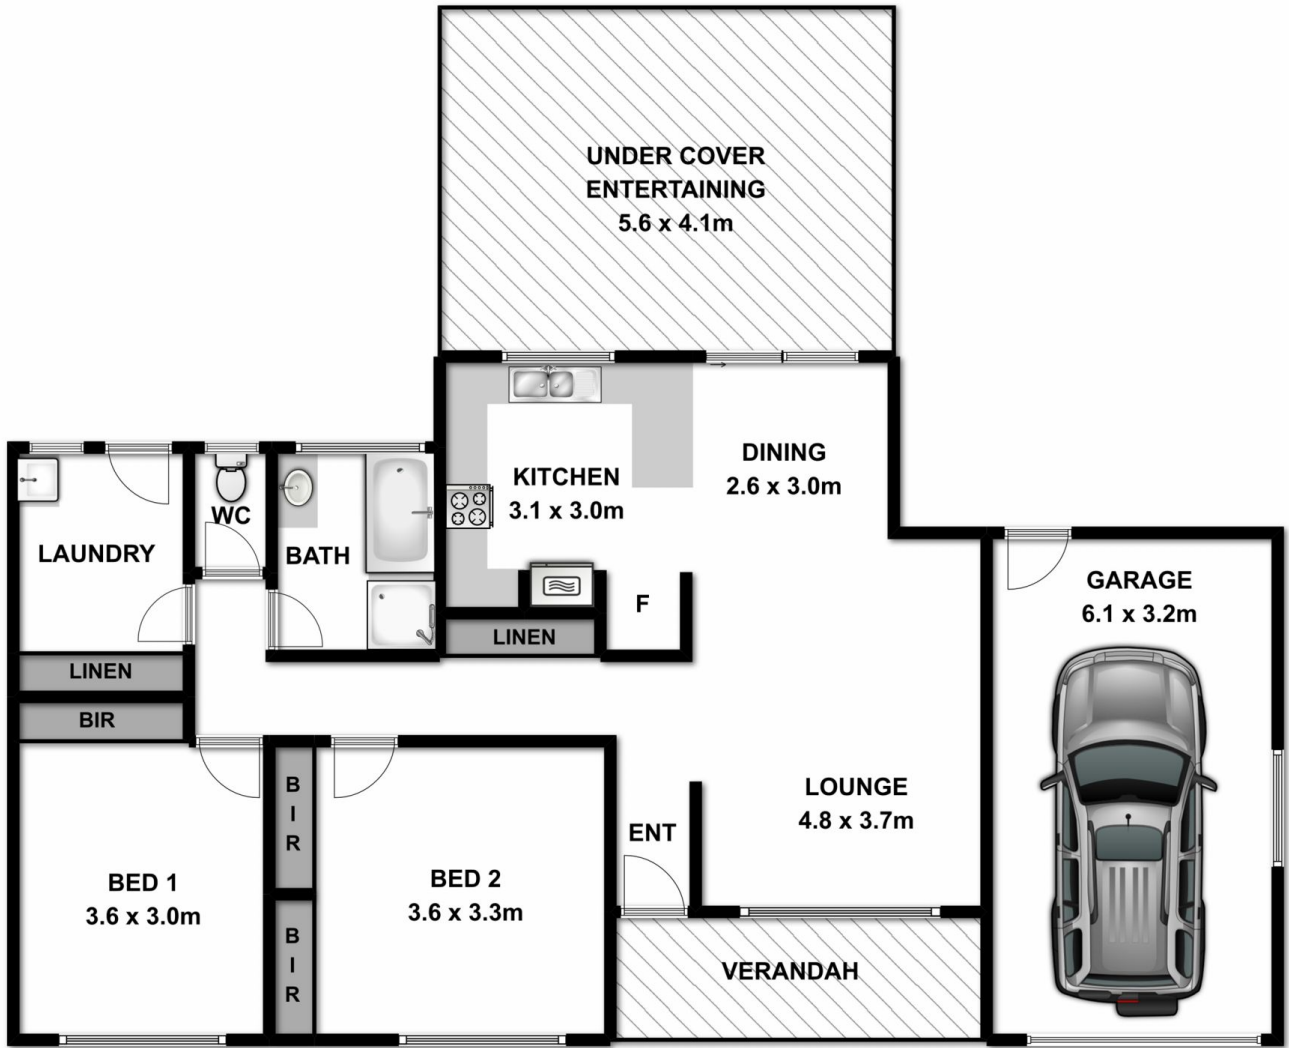 UNDER COVER
ENTERTAINING
5.6 x 4.1m
DINING
2.6 x 3.0m
KITCHEN
3.1 x 3.0m
WC
BATH
LAUNDRY
GARAGE
6.1 x 3.2m
F
LINEN
LINEN
BIR
LOUNGE
4.8 x 3.7m
B
I
R
ENT
BED 1
3.6 x 3.0m
BED 2
3.6 x 3.3m
B
I
R
VERANDAH